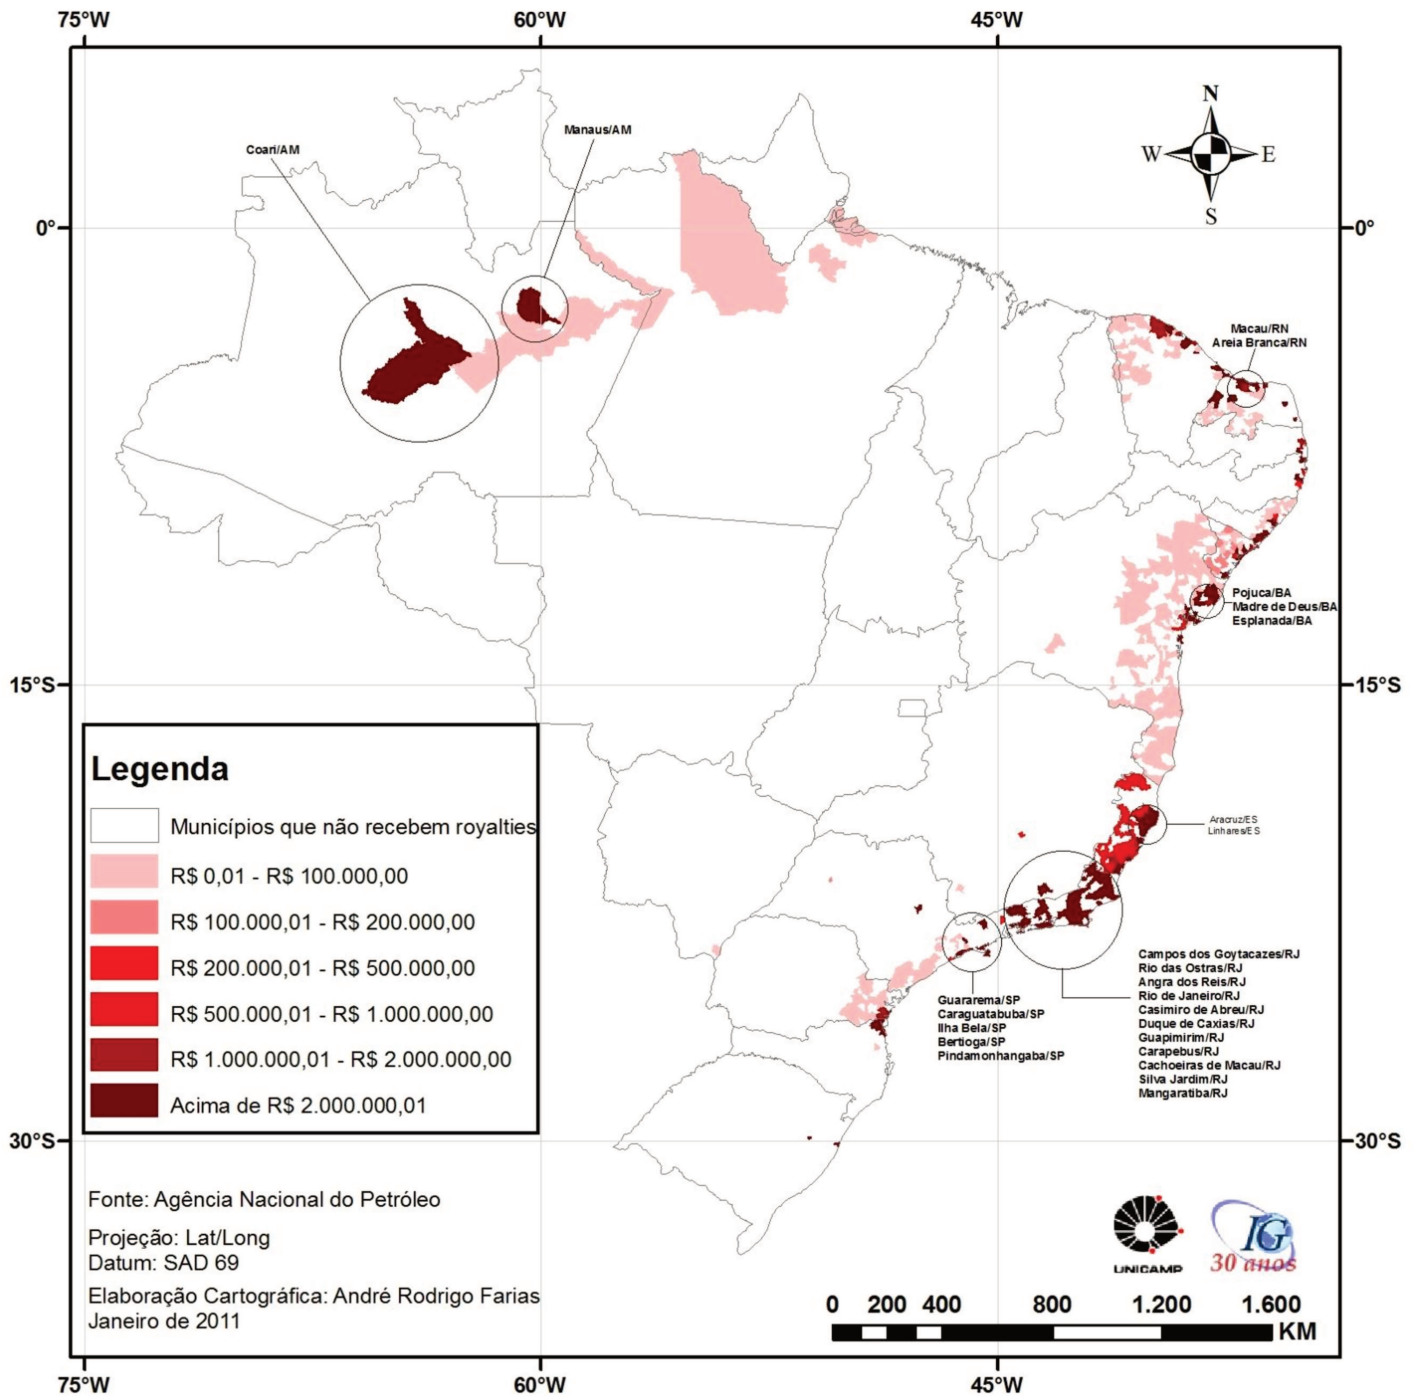 75°W 60°W 45°W
N
W E
S
Manaus/AM
Coari/AM
0° 0°
Macau/RN
Areia Branca/RN
Pojuca/BA
Madre de Deus/BA
Esplanada/BA
15°S 15°S
Legenda
Municípios que não recebem royalties
R$ 0,01 - R$ 100.000,00
R$ 100.000,01 - R$ 200.000,00
R$ 200.000,01 - R$ 500.000,00
R$ 500.000,01 - R$ 1.000.000,00
R$ 1.000.000,01 - R$ 2.000.000,00
Acima de R$ 2.000.000,01
Aracruz/ES
Linhares/ES
Campos dos Goytacazes/RJ
Rio das Ostras/RJ
Angra dos Reis/RJ
Rio de Janeiro/RJ
Casimiro de Abreu/RJ
Duque de Caxias/RJ
Guapimirim/RJ
Carapebus/RJ
Cachoeiras de Macau/RJ
Silva Jardim/RJ
Mangaratiba/RJ
Guararema/SP
Caraguatabuba/SP
Ilha Bela/SP
Bertioga/SP
Pindamonhangaba/SP
30°S 30°S
Fonte: Agência Nacional do Petróleo
Projeção: Lat/Long
Datum: SAD 69
Elaboração Cartográfica: André Rodrigo Farias
Janeiro de 2011
UNICAMP
IG
30 anos
0 200 400 800 1.200 1.600
KM
75°W 60°W 45°W